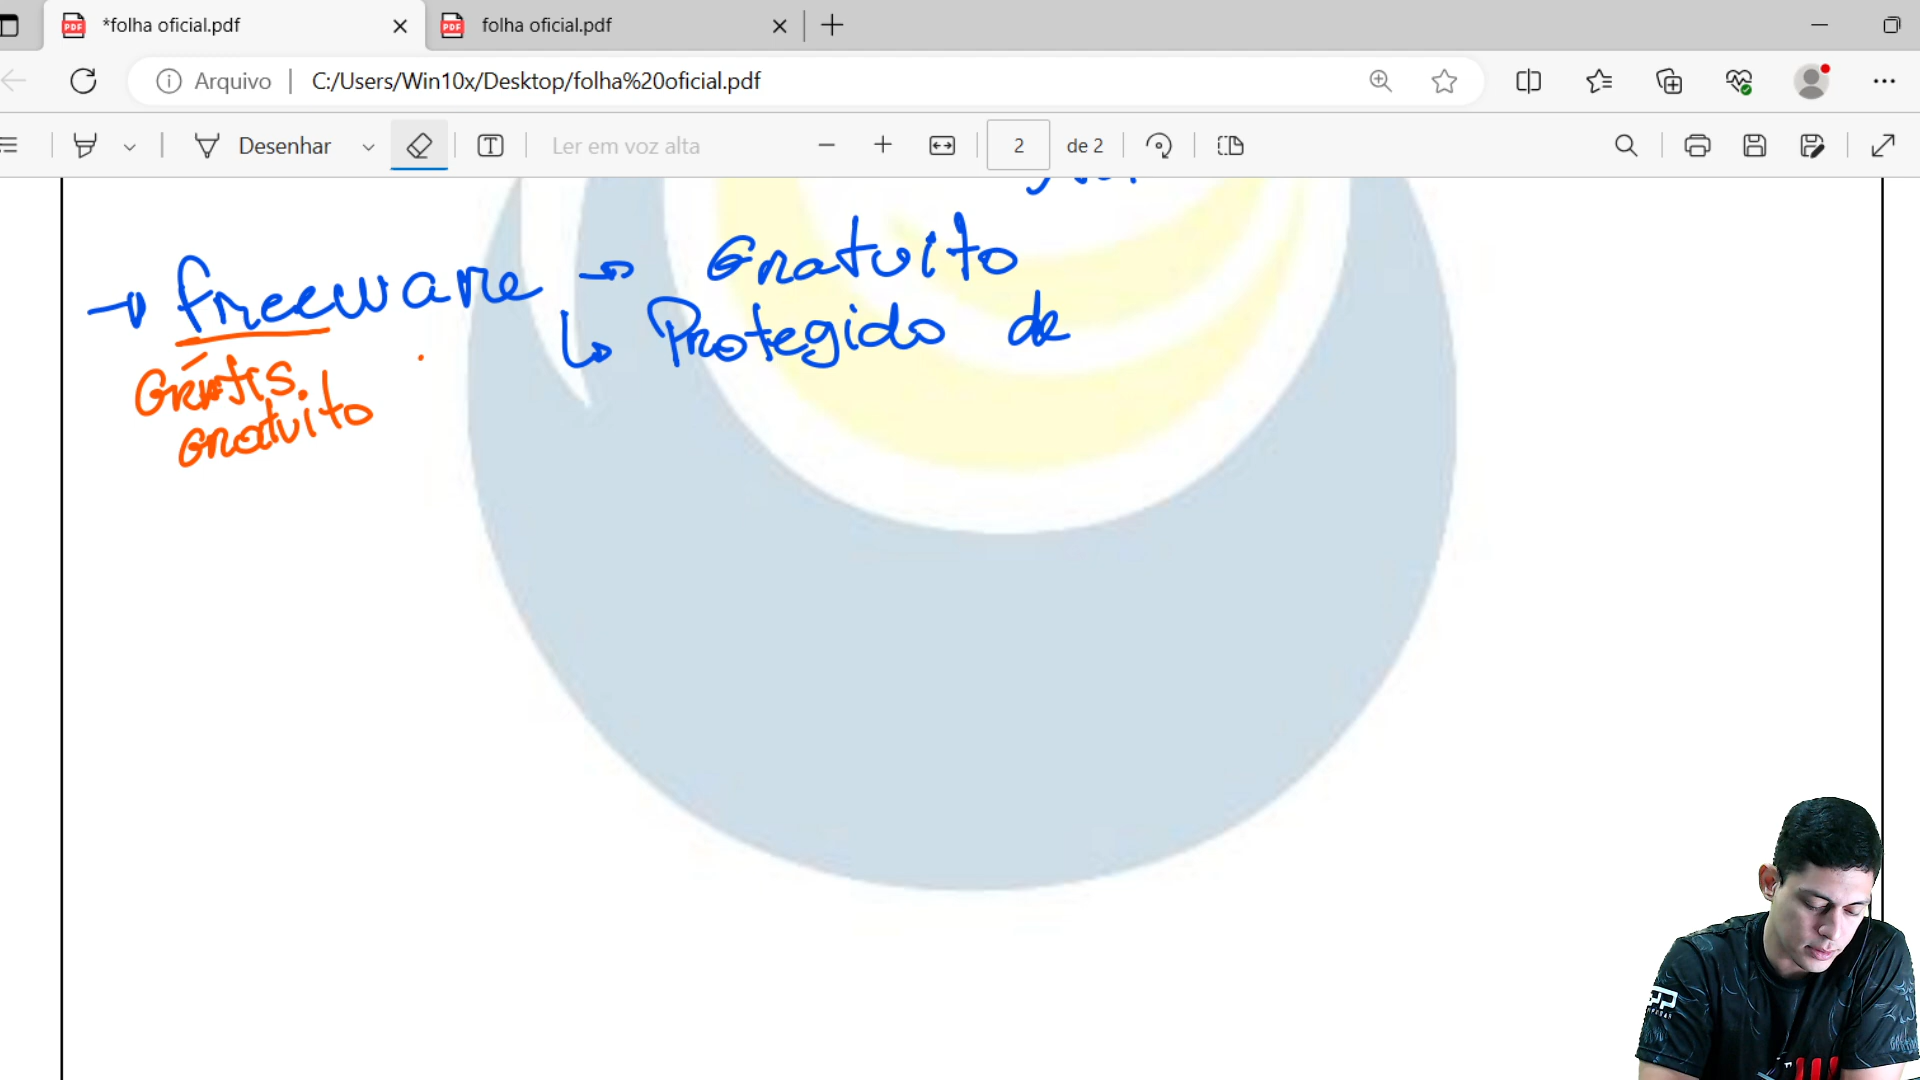 *folha oficial.pdf
folha oficial.pdf
Arquivo
C:/Users/Win10x/Desktop/folha%20oficial.pdf
Desenhar
Ler em voz alta
2
de 2
→ freeware → Gratuito
↳ Protegido de
Grátis.
Gratuito